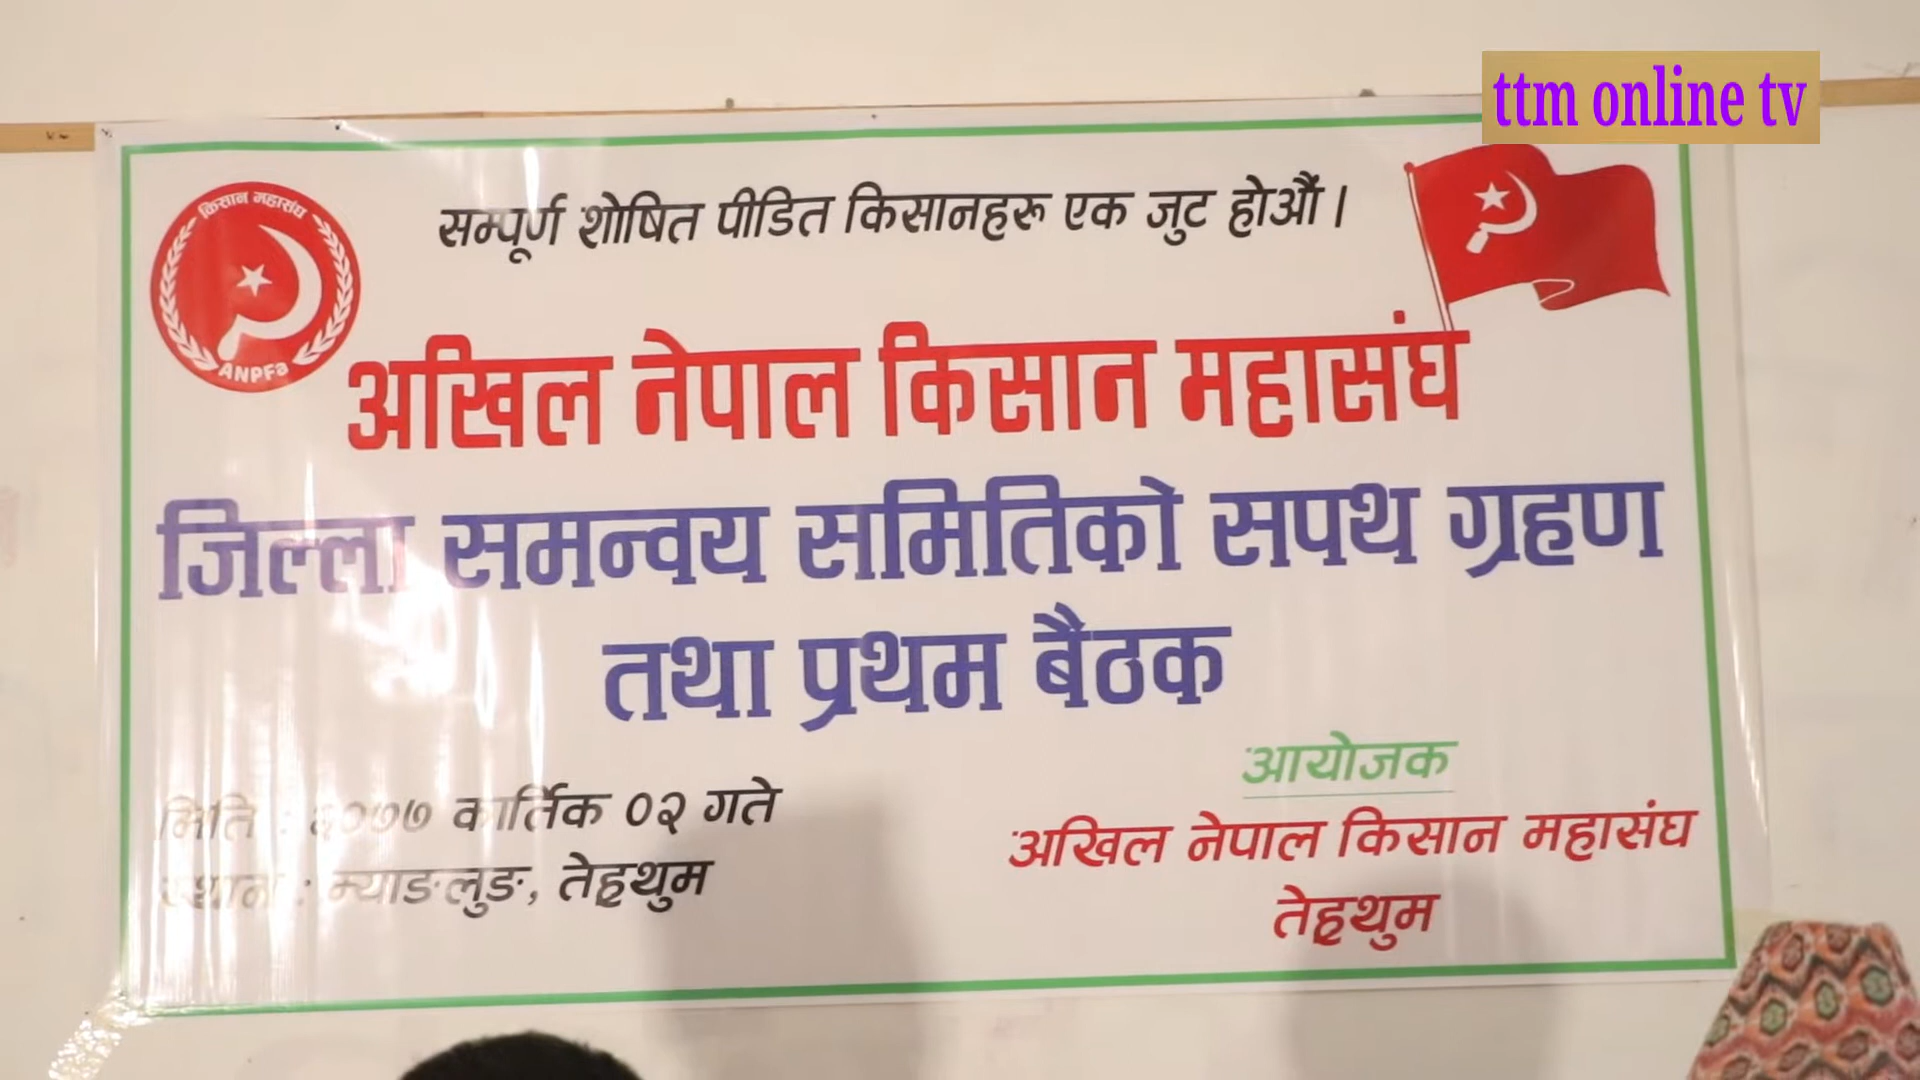 ttm online tv
किसान महासंघ
ANPFa
सम्पूर्ण शोषित पीडित किसानहरू एक जुट होऔं।
अखिल नेपाल किसान महासंघ
जिल्ला समन्वय समितिको सपथ ग्रहण
तथा प्रथम बैठक
मिति : २०७७ कार्तिक ०२ गते
स्थान : म्याङलुङ, तेह्रथुम
आयोजक
अखिल नेपाल किसान महासंघ
तेह्रथुम